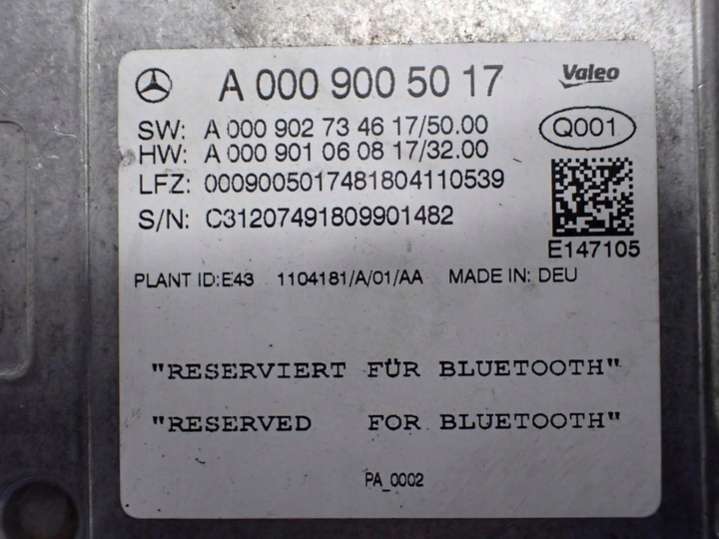 A 000 900 50 17 Valeo
SW: A 000 902 73 46 17/50.00
HW: A 000 901 06 08 17/32.00
Q001
LFZ: 0009005017481804110539
S/N: C31207491809901482
E147105
PLANT ID:E43 1104181/A/01/AA MADE IN: DEU
"RESERVIERT FÜR BLUETOOTH"
"RESERVED FOR BLUETOOTH"
PA_0002